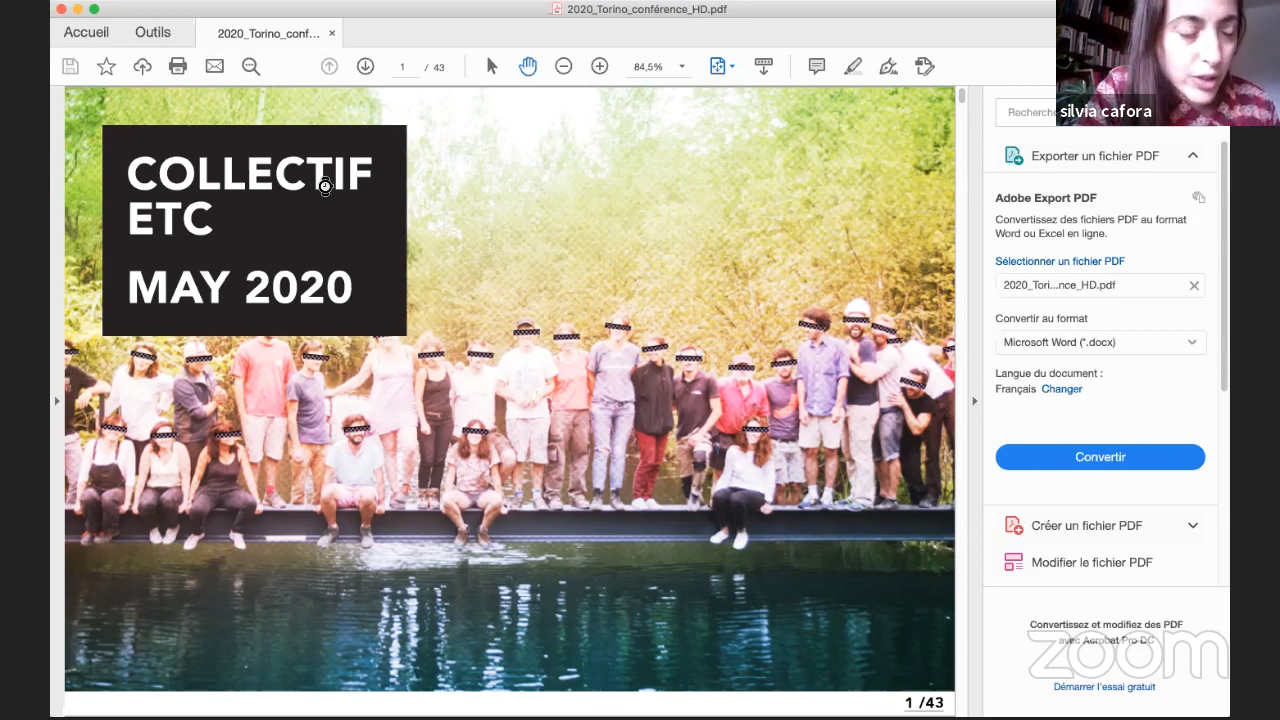 2020_Torino_conférence_HD.pdf
Accueil
Outils
2020_Torino_conf... ×
1 / 43
84,5%
silvia cafora
Recherche
COLLECTIF
ETC
MAY 2020
Exporter un fichier PDF
Adobe Export PDF
Convertissez des fichiers PDF au format
Word ou Excel en ligne.
Sélectionner un fichier PDF
2020_Tori...nce_HD.pdf
Convertir au format
Microsoft Word (*.docx)
Langue du document :
Français Changer
Convertir
Créer un fichier PDF
Modifier le fichier PDF
Convertissez et modifiez des PDF
avec Acrobat Pro DC
zoom
Démarrer l'essai gratuit
1 /43